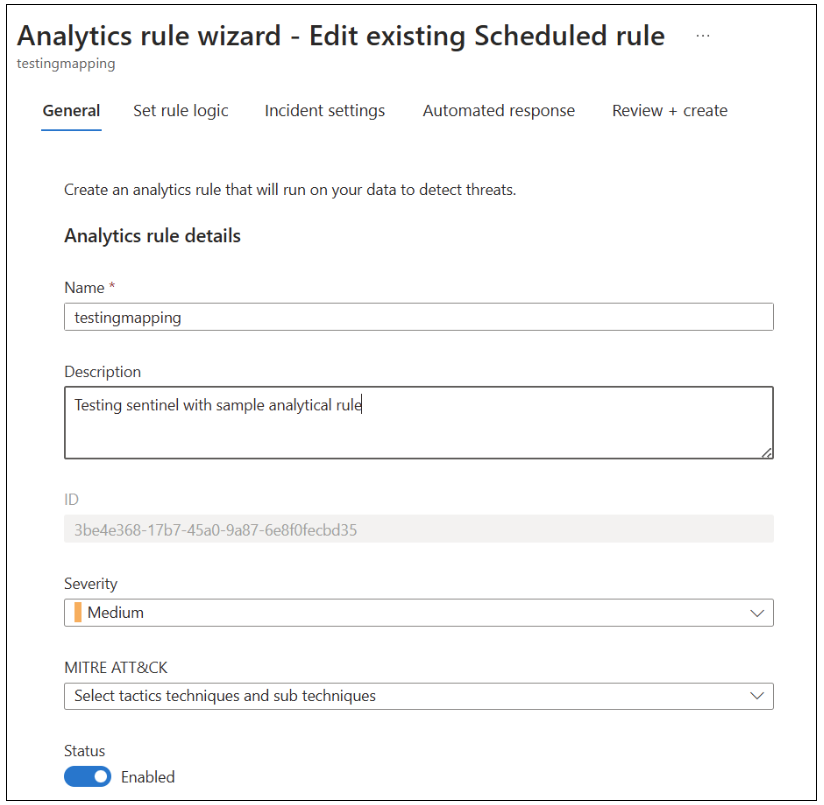 Analytics rule wizard - Edit existing Scheduled rule ...
testingmapping
General Set rule logic Incident settings Automated response Review + create
Create an analytics rule that will run on your data to detect threats.
Analytics rule details
Name *
testingmapping
Description
Testing sentinel with sample analytical rule
ID
3be4e368-17b7-45a0-9a87-6e8f0fecbd35
Severity
Medium
MITRE ATT&CK
Select tactics techniques and sub techniques
Status
Enabled